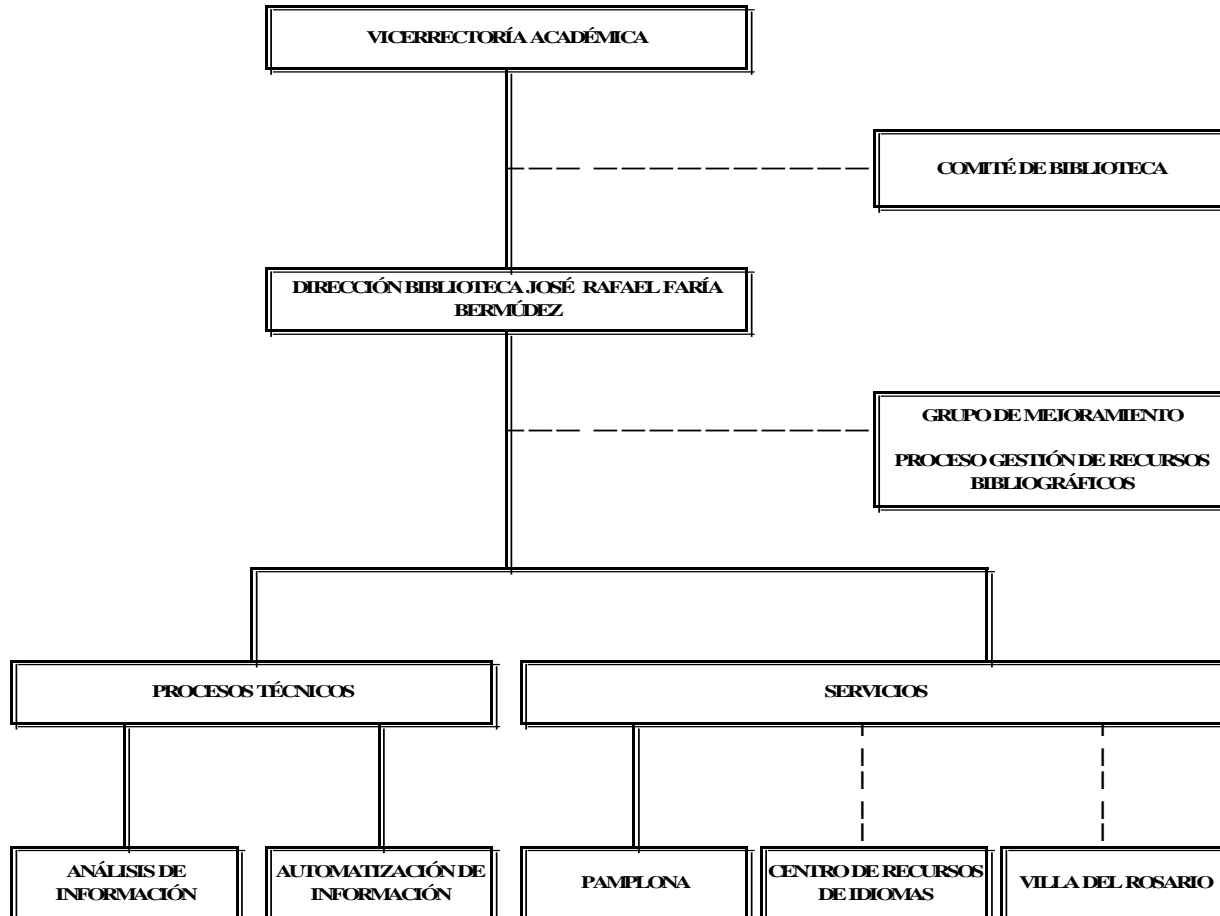 VICERRECTORÍA ACADÉMICA
COMITÉ DE BIBLIOTECA
DIRECCIÓN BIBLIOTECA JOSÉ RAFAEL FARÍA
BERMÚDEZ
GRUPO DE MEJORAMIENTO
PROCESO GESTIÓN DE RECURSOS
BIBLIOGRÁFICOS
PROCESOS TÉCNICOS
SERVICIOS
ANÁLISIS DE
INFORMACIÓN
AUTOMATIZACIÓN DE
INFORMACIÓN
PAMPLONA
CENTRO DE RECURSOS
DE IDIOMAS
VILLA DEL ROSARIO